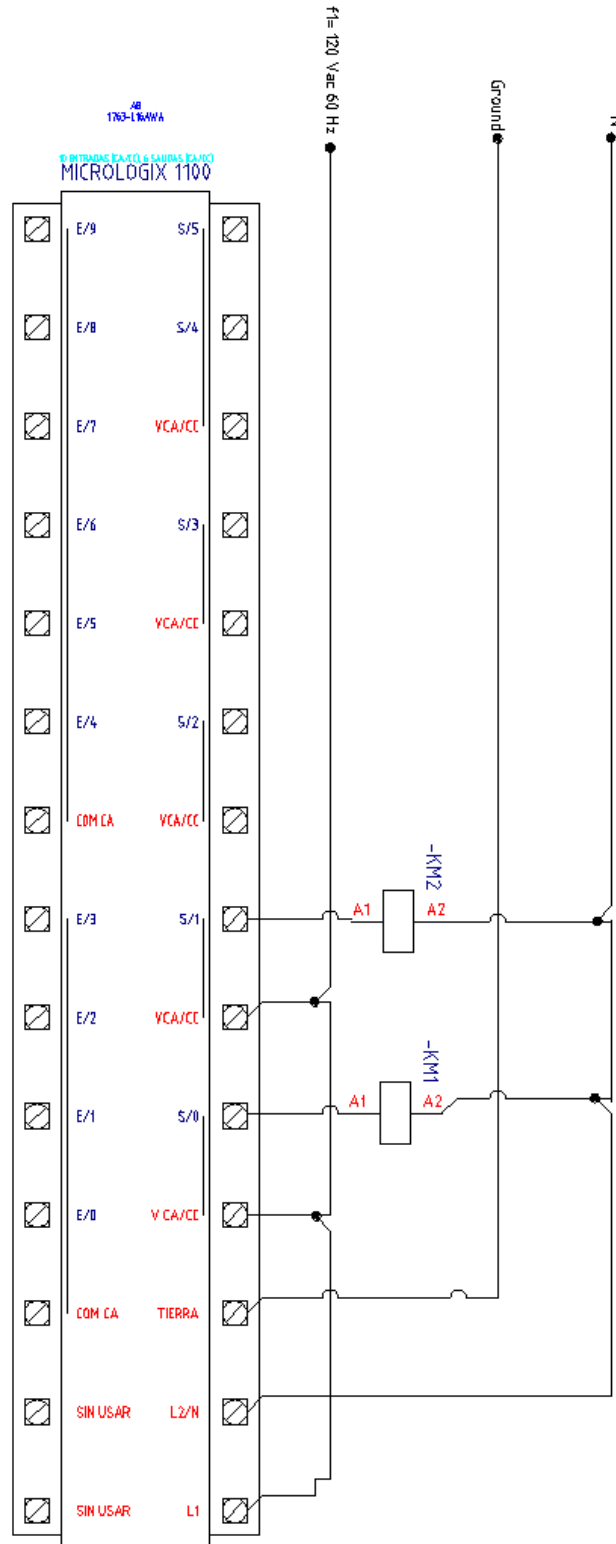 AB
1763-L16AWA
10 ENTRADAS (CA/CC), 6 SALIDAS (CA/CC)
MICROLOGIX 1100
f1= 120 Vac 60 Hz
Ground
E/9 S/5
E/8 S/4
E/7 VCA/CC
E/6 S/3
E/5 VCA/CC
E/4 S/2
COM CA VCA/CC
-KM2
A1 A2
E/3 S/1
E/2 VCA/CC
-KM1
A1 A2
E/1 S/0
E/0 V CA/CC
COM CA TIERRA
SIN USAR L2/N
SIN USAR L1